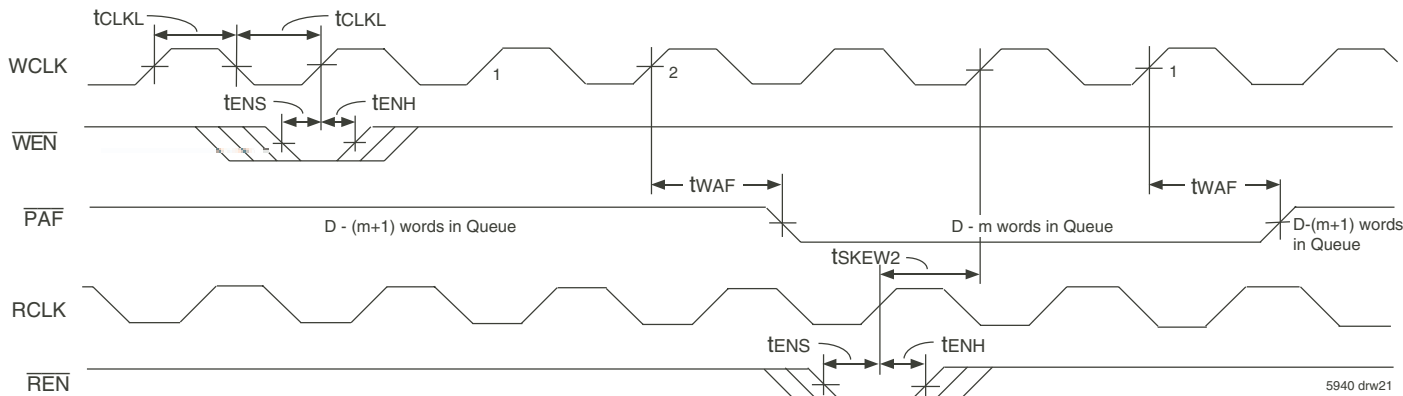 tCLKL tCLKL
WCLK 1 2 1
tENS tENH
WEN
tWAF tWAF
PAF
D - (m+1) words in Queue D - m words in Queue D-(m+1) words
in Queue
tSKEW2
RCLK
tENS tENH
REN
5940 drw21